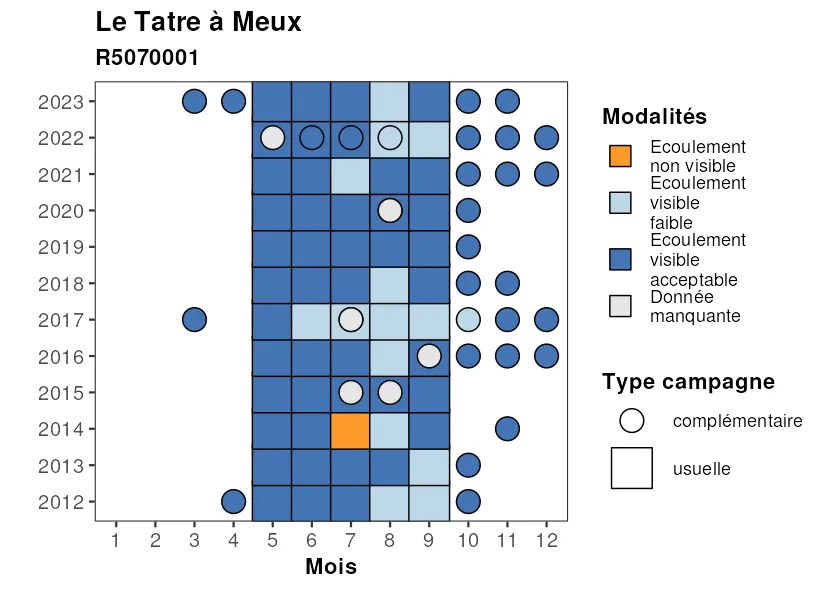 Le Tatre à Meux
R5070001
2023
2022
2021
2020
2019
2018
2017
2016
2015
2014
2013
2012
1 2 3 4 5 6 7 8 9 10 11 12
Mois
Modalités
Ecoulement
non visible
Ecoulement
visible
faible
Ecoulement
visible
acceptable
Donnée
manquante
Type campagne
complémentaire
usuelle